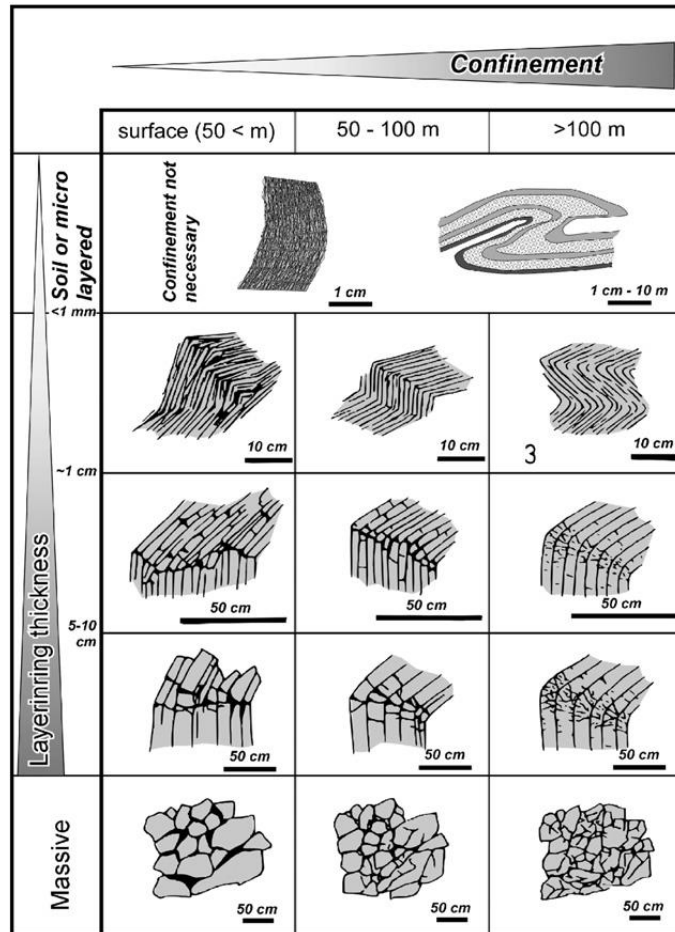 Confinement
surface (50 < m)
50 - 100 m
>100 m
Soil or micro
layered
Confinement not
necessary
1 cm
1 cm - 10 m
<1 mm
10 cm
10 cm
3
10 cm
~1 cm
Layerinring thickness
50 cm
50 cm
50 cm
5-10
cm
50 cm
50 cm
50 cm
Massive
50 cm
50 cm
50 cm